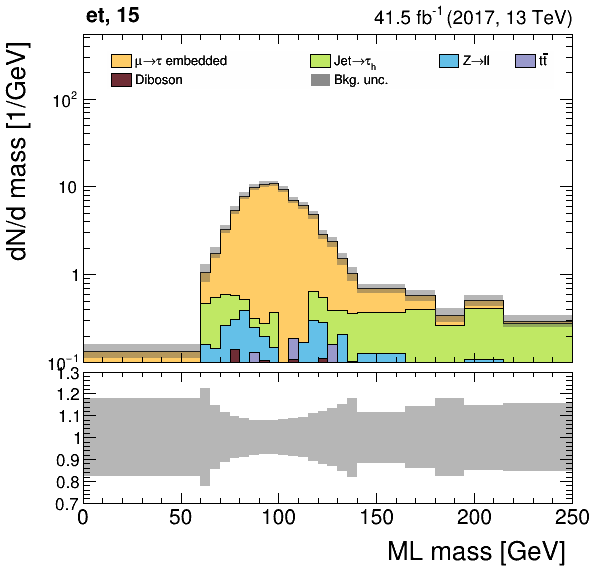 et, 15
41.5 fb⁻¹ (2017, 13 TeV)
μ→τ embedded
Jet→τₕ
Z→ll
tt̄
Diboson
Bkg. unc.
dN/d mass [1/GeV]
10²
10
1
10⁻¹
1.3
1.2
1.1
1
0.9
0.8
0.7
0 50 100 150 200 250
ML mass [GeV]